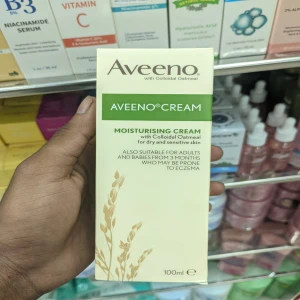 B3
NIACINAMIDE
SERUM
VITAMIN
C
Aveeno
with Colloidal Oatmeal
AVEENO® CREAM
MOISTURISING CREAM
with Colloidal Oatmeal
for dry and sensitive skin
ALSO SUITABLE FOR ADULTS
AND BABIES FROM 3 MONTHS
WHO MAY BE PRONE
TO ECZEMA
100ml ℮